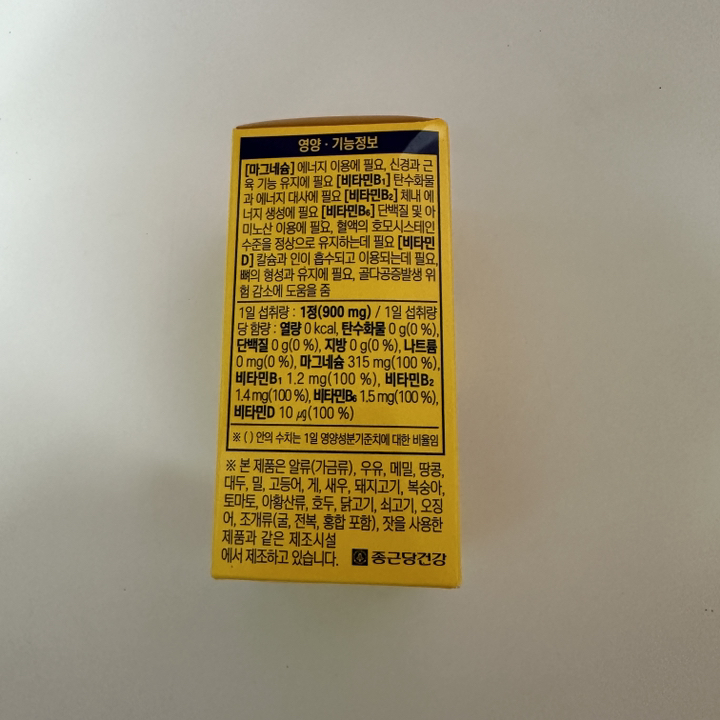 영양 · 기능정보
[마그네슘] 에너지 이용에 필요, 신경과 근
육 기능 유지에 필요 [비타민B₁] 탄수화물
과 에너지 대사에 필요 [비타민B₂] 체내 에
너지 생성에 필요 [비타민B₆] 단백질 및 아
미노산 이용에 필요, 혈액의 호모시스테인
수준을 정상으로 유지하는데 필요 [비타민
D] 칼슘과 인이 흡수되고 이용되는데 필요,
뼈의 형성과 유지에 필요, 골다공증발생 위
험 감소에 도움을 줌
1일 섭취량 : 1정(900 mg) / 1일 섭취량
당 함량 : 열량 0 kcal, 탄수화물 0 g(0 %),
단백질 0 g(0 %), 지방 0 g(0 %), 나트륨
0 mg(0 %), 마그네슘 315 mg(100 %),
비타민B₁ 1.2 mg(100 %), 비타민B₂
1.4 mg(100 %), 비타민B₆ 1.5 mg(100 %),
비타민D 10 ㎍(100 %)
※ ( ) 안의 수치는 1일 영양성분기준치에 대한 비율임
※ 본 제품은 알류(가금류), 우유, 메밀, 땅콩,
대두, 밀, 고등어, 게, 새우, 돼지고기, 복숭아,
토마토, 아황산류, 호두, 닭고기, 쇠고기, 오징
어, 조개류(굴, 전복, 홍합 포함), 잣을 사용한
제품과 같은 제조시설
에서 제조하고 있습니다. 종근당건강